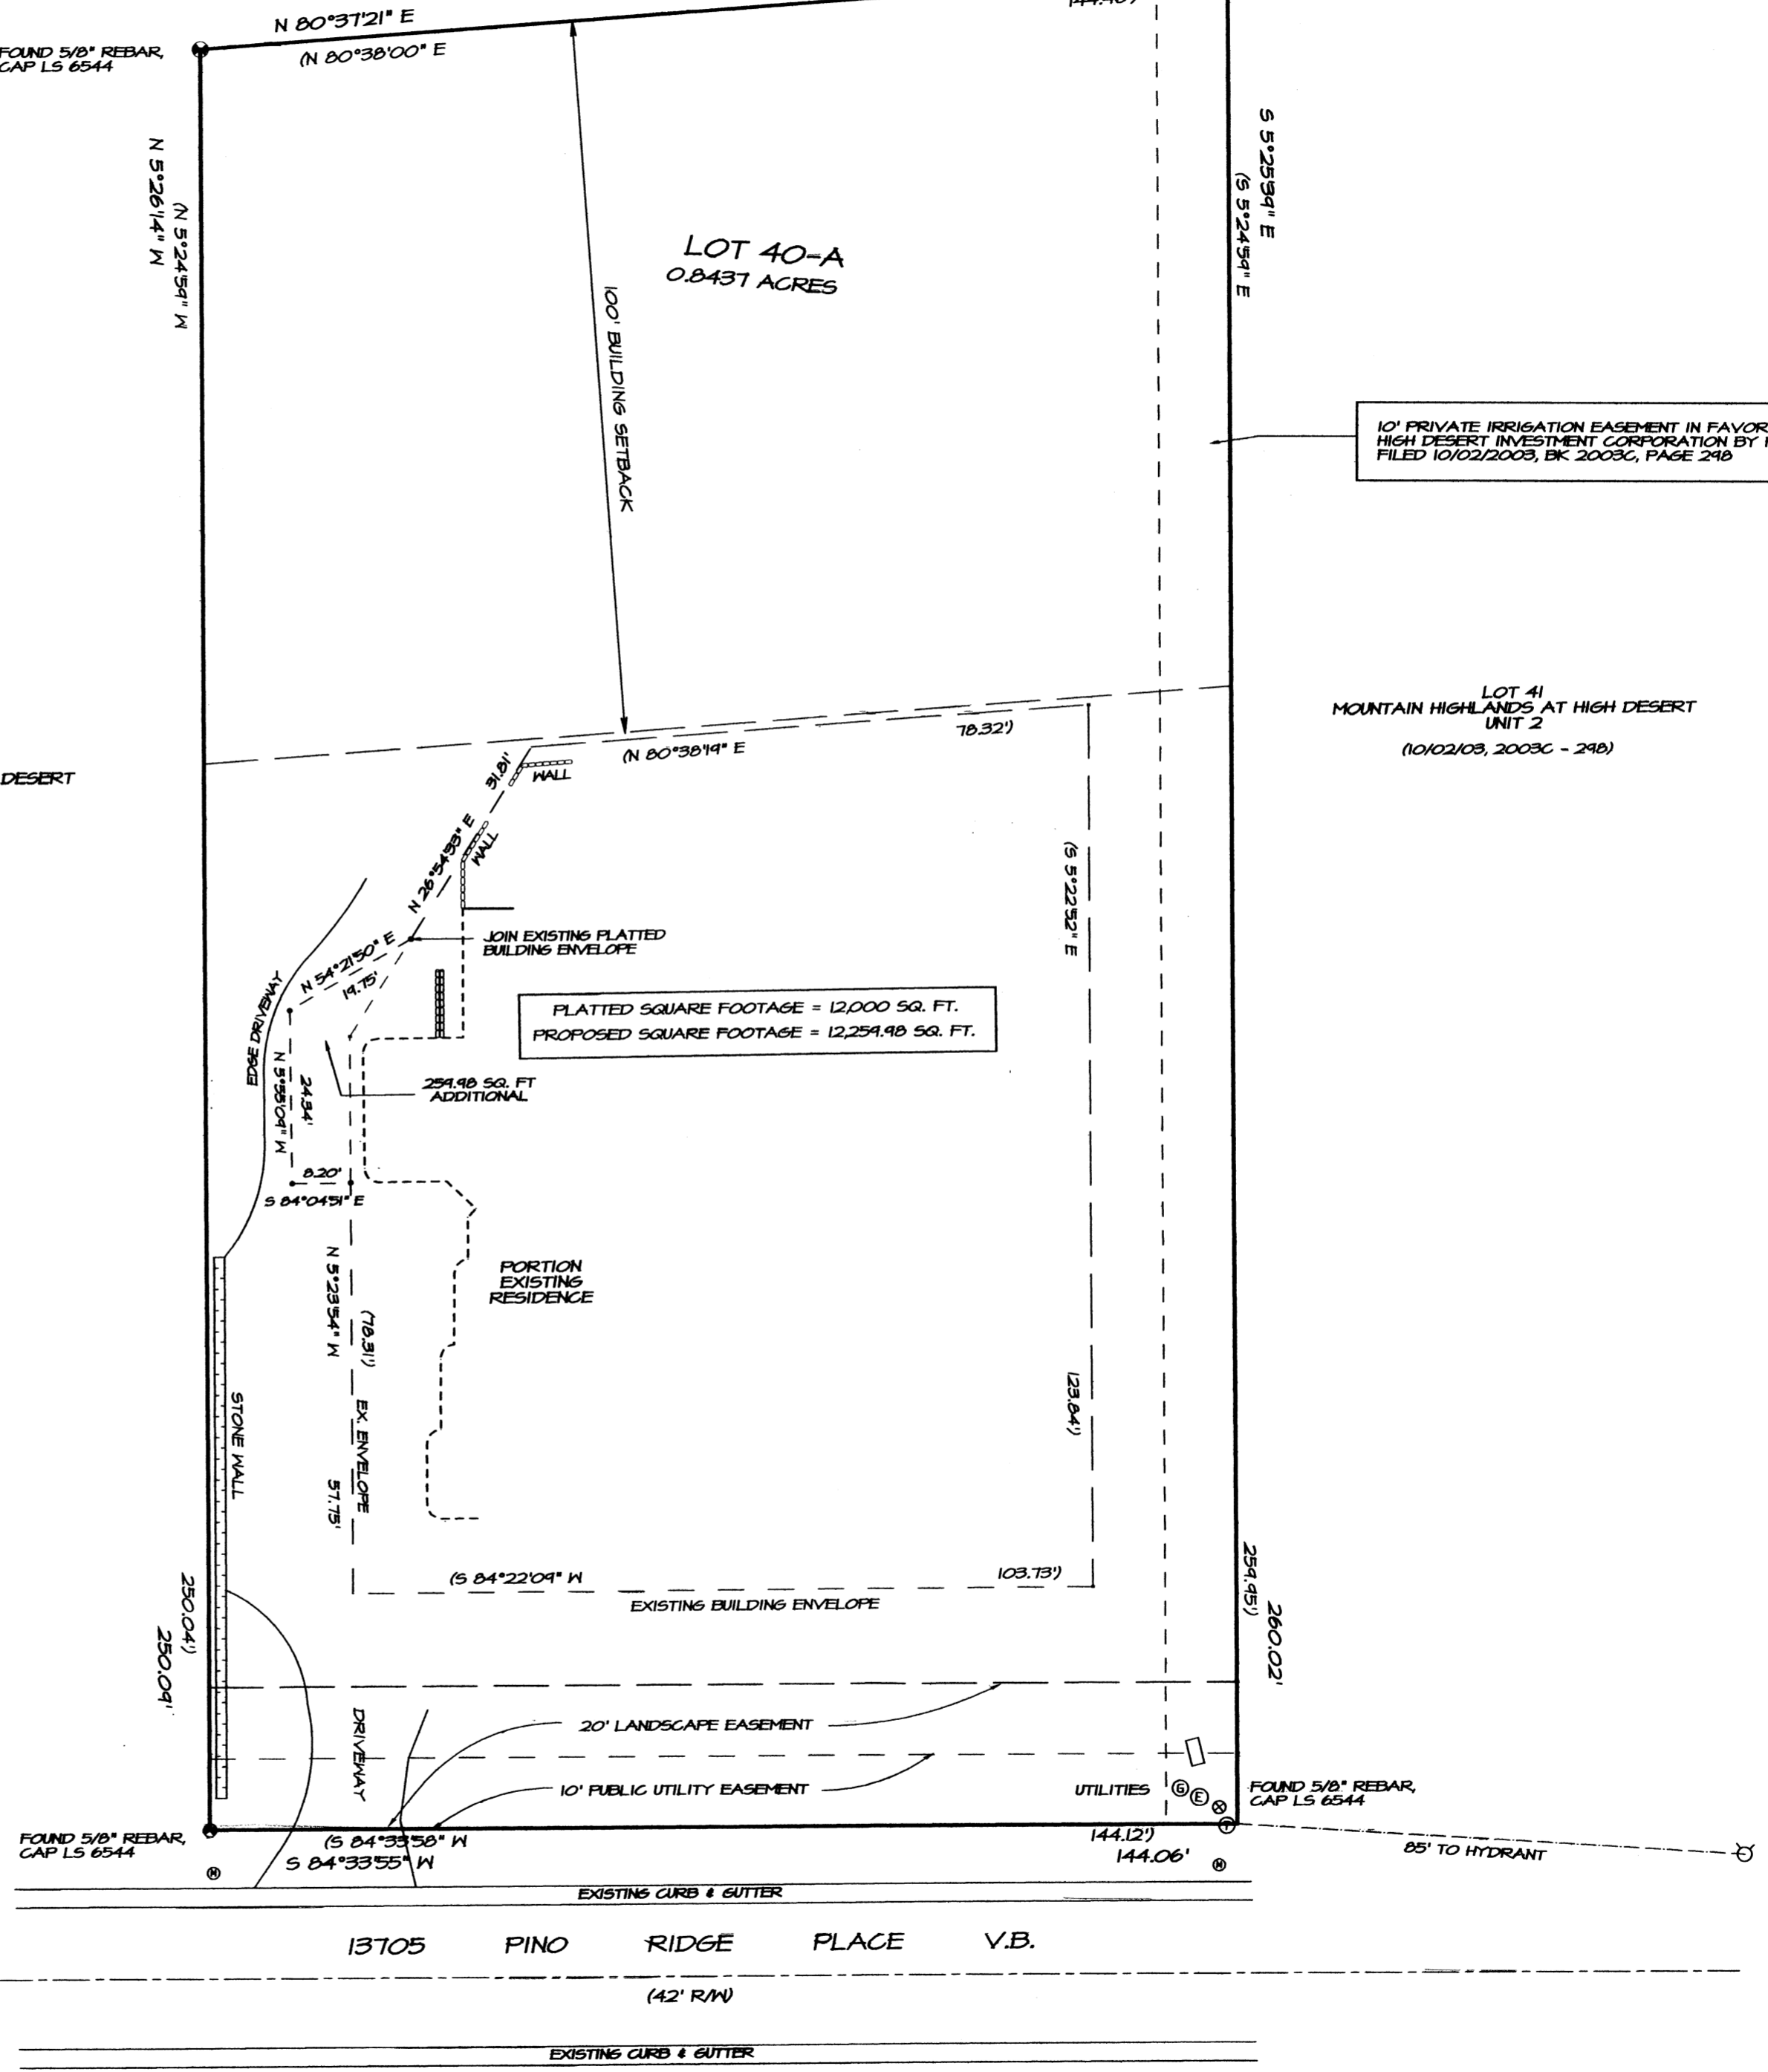 N 80°37'21" E
(N 80°38'00" E
FOUND 5/8" REBAR,
CAP LS 6544
N 5°26'14" W
(N 5°24'59" W
S 5°25'39" E
(S 5°24'59" E
LOT 40-A
0.8437 ACRES
100' BUILDING SETBACK
10' PRIVATE IRRIGATION EASEMENT IN FAVOR
HIGH DESERT INVESTMENT CORPORATION BY
FILED 10/02/2003, BK 2003C, PAGE 298
LOT 41
MOUNTAIN HIGHLANDS AT HIGH DESERT
UNIT 2
(10/02/03, 2003C - 298)
DESERT
78.32')
(N 80°38'19" E
31.81'
WALL
N 26°54'33" E
WALL
(S 5°22'52" E
JOIN EXISTING PLATTED
BUILDING ENVELOPE
N 54°21'50" E
19.75'
EDGE DRIVEWAY
PLATTED SQUARE FOOTAGE = 12,000 SQ. FT.
PROPOSED SQUARE FOOTAGE = 12,259.98 SQ. FT.
N 5°55'09" W
24.34'
259.98 SQ. FT
ADDITIONAL
8.20'
S 84°04'51" E
N 5°23'54" W
(78.31')
EX. ENVELOPE
57.75'
PORTION
EXISTING
RESIDENCE
123.84')
STONE WALL
(S 84°22'09" W
103.73')
EXISTING BUILDING ENVELOPE
250.04')
250.09'
259.95')
260.02'
DRIVEWAY
20' LANDSCAPE EASEMENT
10' PUBLIC UTILITY EASEMENT
UTILITIES
G
E
T
FOUND 5/8" REBAR,
CAP LS 6544
FOUND 5/8" REBAR,
CAP LS 6544
(S 84°33'58" W
S 84°33'55" W
144.12')
144.06'
85' TO HYDRANT
EXISTING CURB & GUTTER
13705 PINO RIDGE PLACE V.B.
(42' R/W)
EXISTING CURB & GUTTER